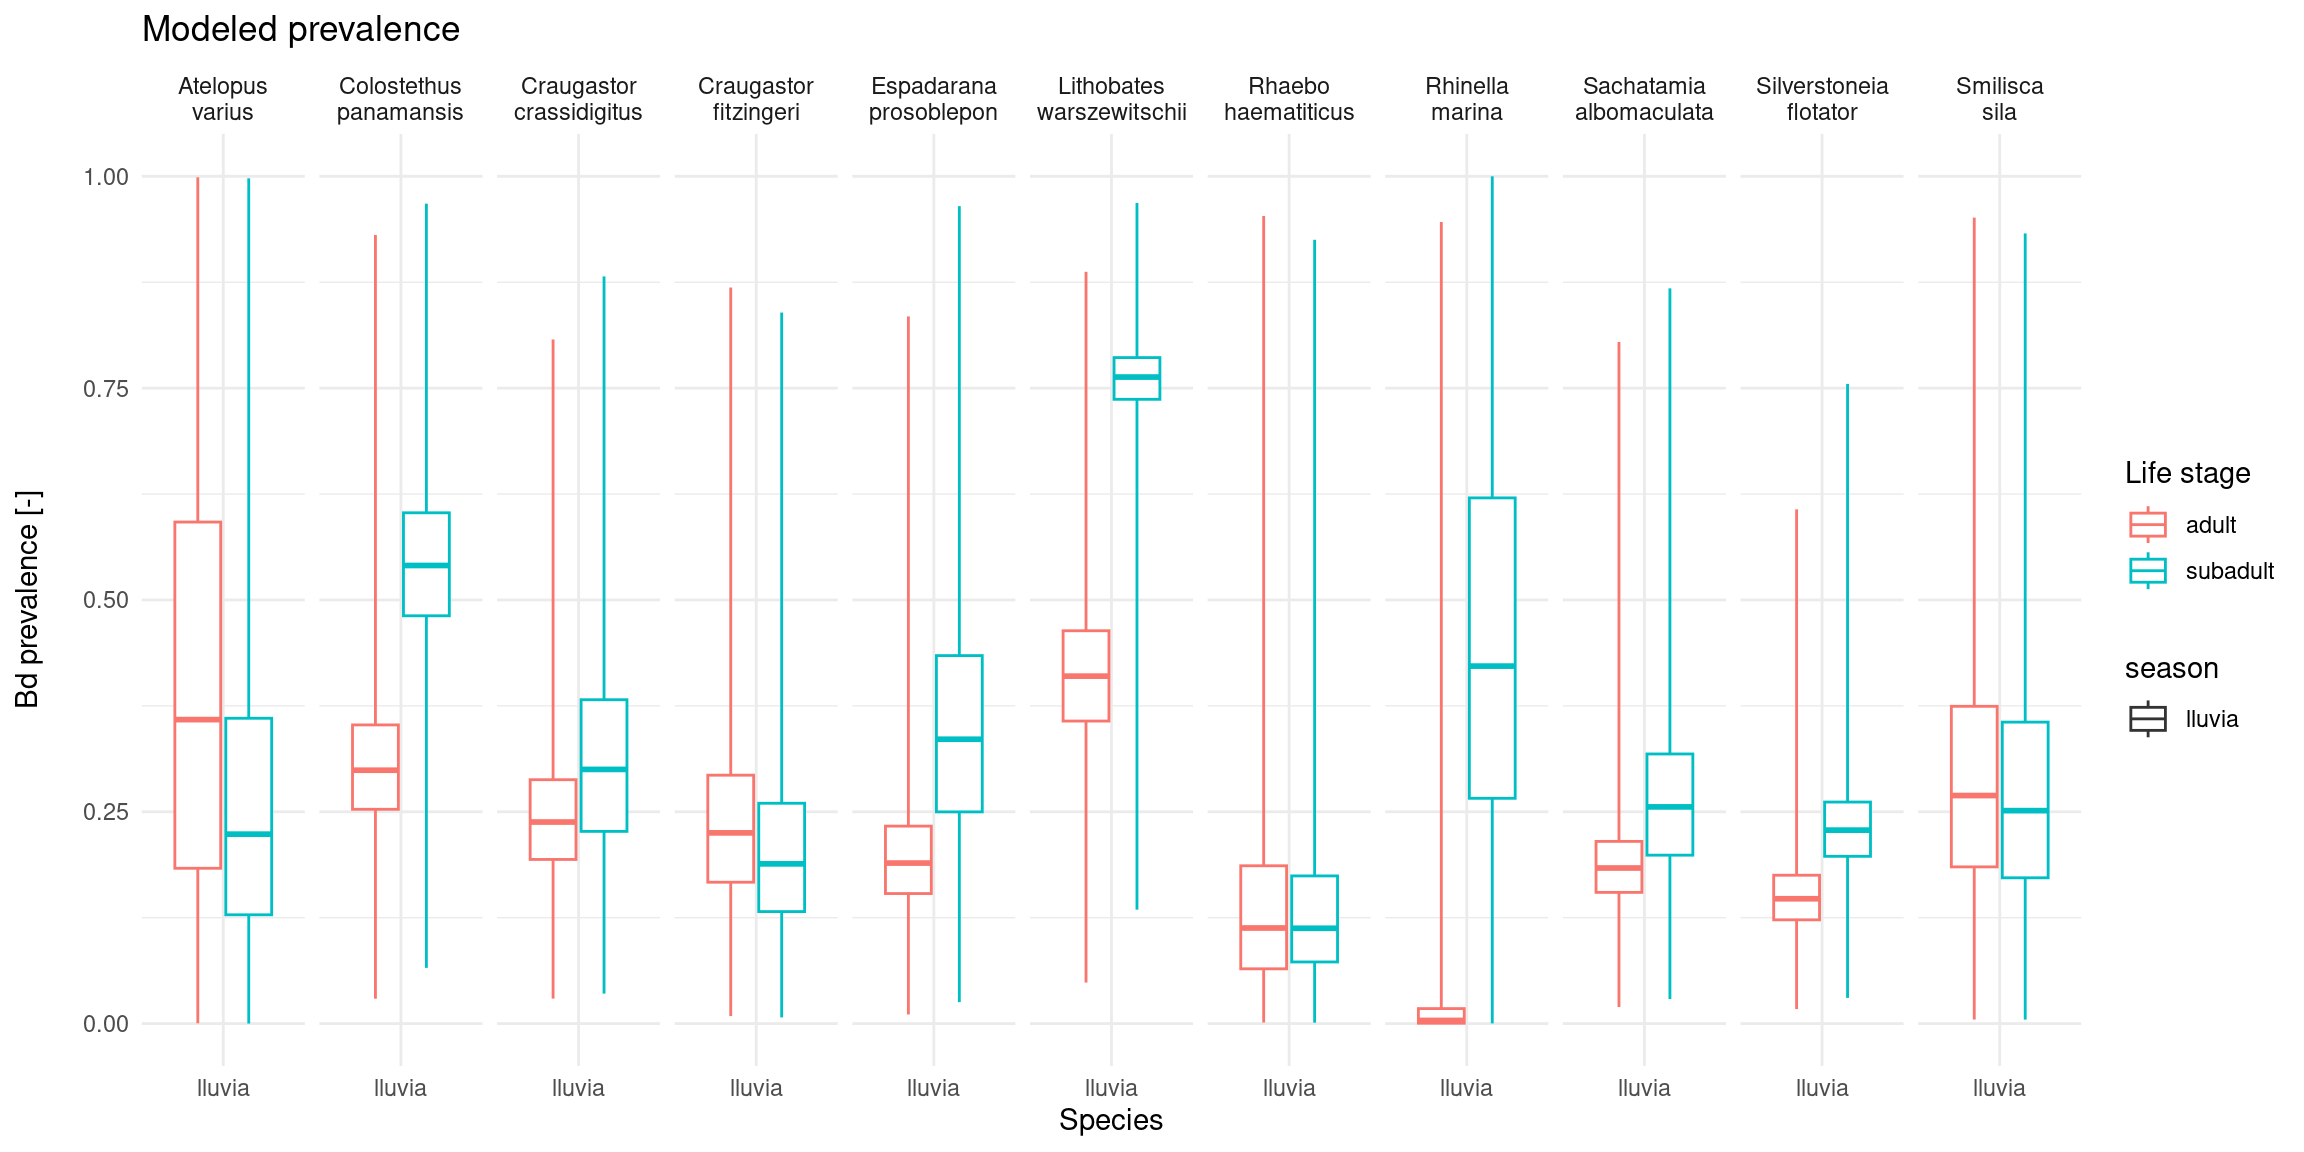 Modeled prevalence
Atelopus varius
Colostethus panamansis
Craugastor crassidigitus
Craugastor fitzingeri
Espadarana prosoblepon
Lithobates warszewitschii
Rhaebo haematiticus
Rhinella marina
Sachatamia albomaculata
Silverstoneia flotator
Smilisca sila
Bd prevalence [-]
1.00
0.75
0.50
0.25
0.00
lluvia lluvia lluvia lluvia lluvia lluvia lluvia lluvia lluvia lluvia lluvia
Species
Life stage
adult
subadult
season
lluvia